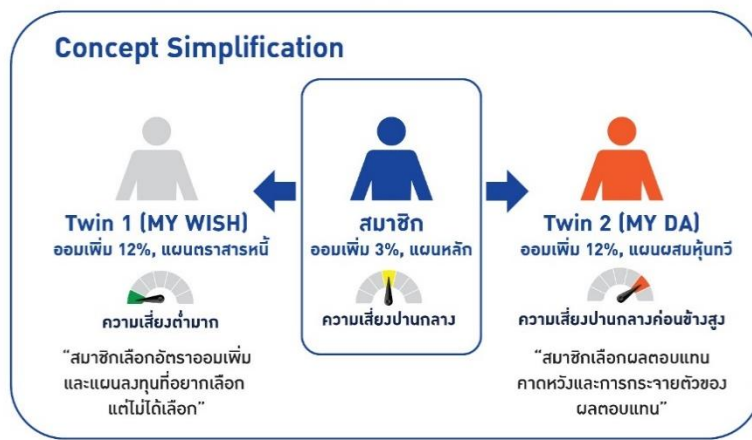 Concept Simplification
Twin 1 (MY WISH)
ออมเพิ่ม 12%, แผนตราสารหนี้
ความเสี่ยงต่ำมาก
“สมาชิกเลือกอัตราออมเพิ่ม
และแผนลงทุนที่อยากเลือก
แต่ไม่ได้เลือก”
สมาชิก
ออมเพิ่ม 3%, แผนหลัก
ความเสี่ยงปานกลาง
Twin 2 (MY DA)
ออมเพิ่ม 12%, แผนผสมหุ้นทวี
ความเสี่ยงปานกลางค่อนข้างสูง
“สมาชิกเลือกผลตอบแทน
คาดหวังและการกระจายตัวของ
ผลตอบแทน”